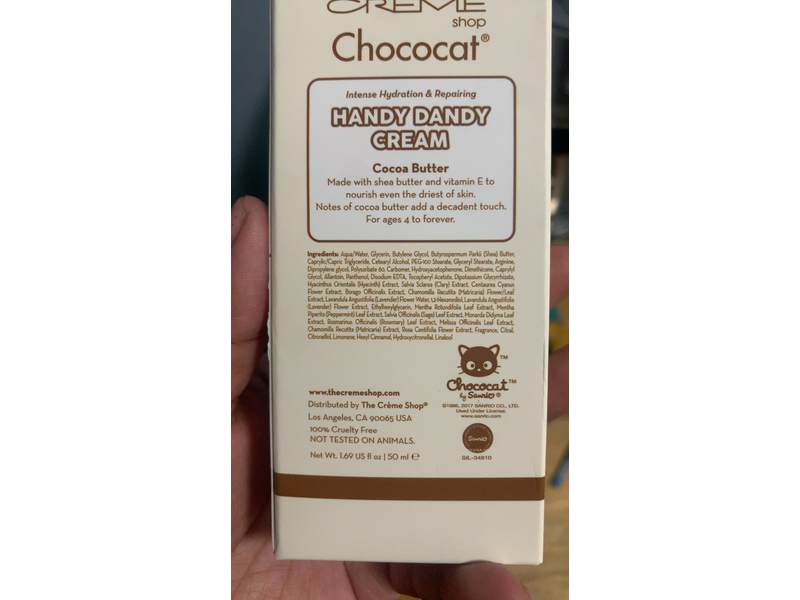 CRÈME
shop
Chococat®
Intense Hydration & Repairing
HANDY DANDY
CREAM
Cocoa Butter
Made with shea butter and vitamin E to
nourish even the driest of skin.
Notes of cocoa butter add a decadent touch.
For ages 4 to forever.
Ingredients: Aqua/Water, Glycerin, Butylene Glycol, Butyrospermum Parkii (Shea) Butter,
Caprylic/Capric Triglyceride, Cetearyl Alcohol, PEG-100 Stearate, Glyceryl Stearate, Arginine,
Dipropylene glycol, Polysorbate 60, Carbomer, Hydroxyacetophenone, Dimethicone, Caprylyl
Glycol, Allantoin, Panthenol, Disodium EDTA, Tocopheryl Acetate, Dipotassium Glycyrrhizate,
Hyacinthus Orientalis (Hyacinth) Extract, Salvia Sclarea (Clary) Extract, Centaurea Cyanus
Flower Extract, Borago Officinalis Extract, Chamomilla Recutita (Matricaria) Flower/Leaf
Extract, Lavandula Angustifolia (Lavender) Flower Water, 1,2-Hexanediol, Lavandula Angustifolia
(Lavender) Flower Extract, Ethylhexylglycerin, Mentha Rotundifolia Leaf Extract, Mentha
Piperita (Peppermint) Leaf Extract, Salvia Officinalis (Sage) Leaf Extract, Monarda Didyma Leaf
Extract, Rosmarinus Officinalis (Rosemary) Leaf Extract, Melissa Officinalis Leaf Extract,
Chamomilla Recutita (Matricaria) Extract, Rosa Centifolia Flower Extract, Fragrance, Citral,
Citronellol, Limonene, Hexyl Cinnamal, Hydroxycitronellal, Linalool
TM
Chococat™
by Sanrio®
©1996, 2017 SANRIO CO., LTD.
Used Under License.
www.sanrio.com
Sanrio
SIL-34610
www.thecremeshop.com
Distributed by The Crème Shop®
Los Angeles, CA 90065 USA
100% Cruelty Free
NOT TESTED ON ANIMALS.
Net Wt. 1.69 US fl oz | 50 ml ℮